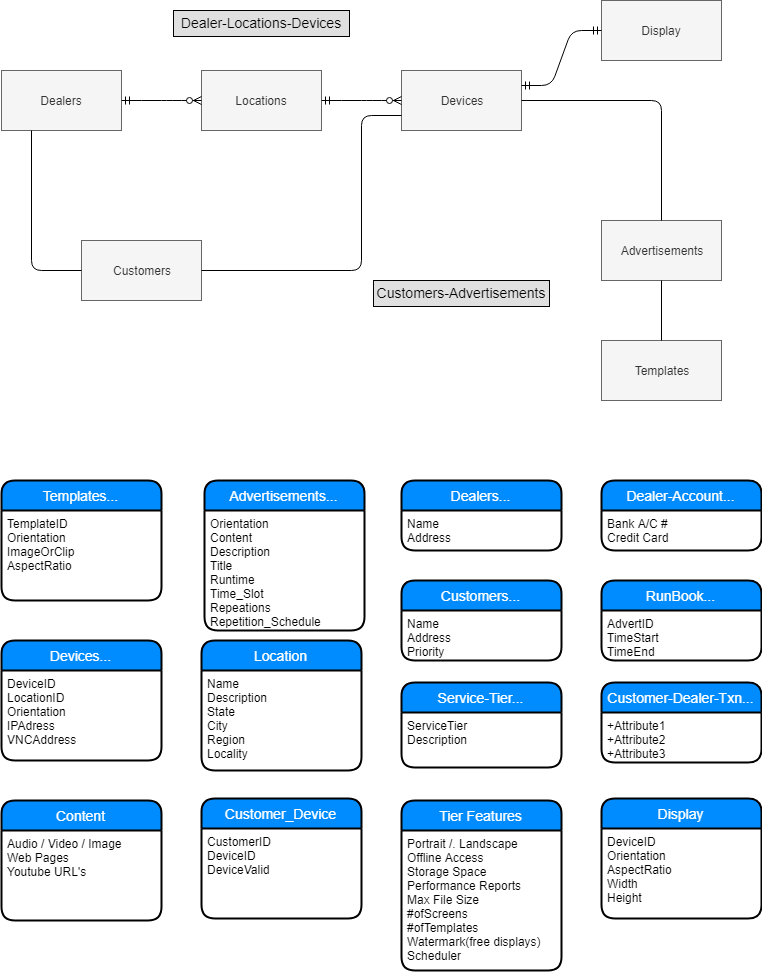 Dealer-Locations-Devices
Display
Dealers
Locations
Devices
Advertisements
Customers
Customers-Advertisements
Templates
Templates...
TemplateID
Orientation
ImageOrClip
AspectRatio
Advertisements...
Orientation
Content
Description
Title
Runtime
Time_Slot
Repeations
Repetition_Schedule
Dealers...
Name
Address
Dealer-Account...
Bank A/C #
Credit Card
Customers...
Name
Address
Priority
RunBook...
AdvertID
TimeStart
TimeEnd
Devices...
DeviceID
LocationID
Orientation
IPAdress
VNCAddress
Location
Name
Description
State
City
Region
Locality
Service-Tier...
ServiceTier
Description
Customer-Dealer-Txn...
+Attribute1
+Attribute2
+Attribute3
Content
Audio / Video / Image
Web Pages
Youtube URL's
Customer_Device
CustomerID
DeviceID
DeviceValid
Tier Features
Portrait /. Landscape
Offline Access
Storage Space
Performance Reports
Max File Size
#ofScreens
#ofTemplates
Watermark(free displays)
Scheduler
Display
DeviceID
Orientation
AspectRatio
Width
Height